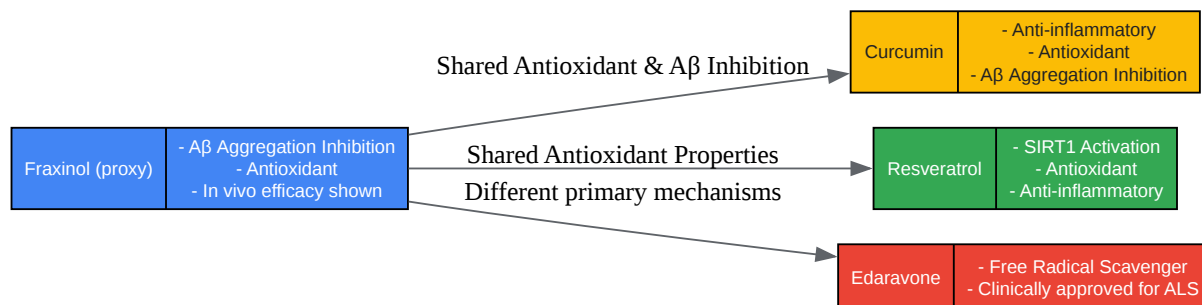 Fraxinol (proxy)
- Aβ Aggregation Inhibition
- Antioxidant
- In vivo efficacy shown
Shared Antioxidant & Aβ Inhibition
Shared Antioxidant Properties
Different primary mechanisms
Curcumin
- Anti-inflammatory
- Antioxidant
- Aβ Aggregation Inhibition
Resveratrol
- SIRT1 Activation
- Antioxidant
- Anti-inflammatory
Edaravone
- Free Radical Scavenger
- Clinically approved for ALS